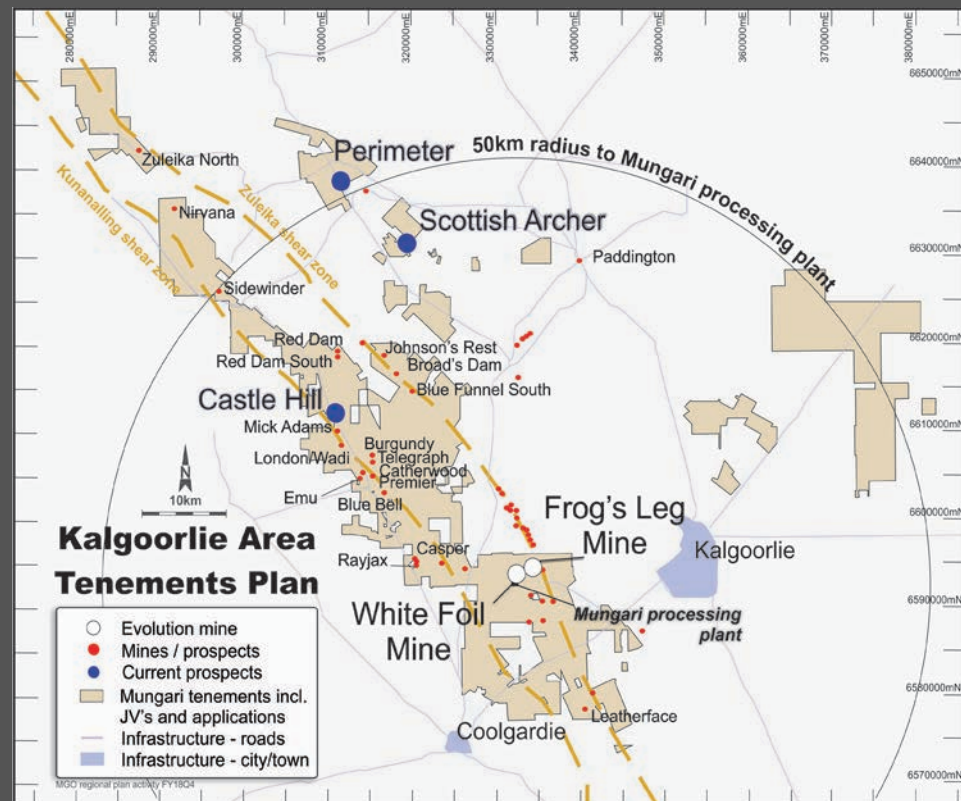 280000mE
290000mE
300000mE
310000mE
320000mE
330000mE
340000mE
350000mE
360000mE
370000mE
380000mE
6650000mN
6640000mN
6630000mN
6620000mN
6610000mN
6600000mN
6590000mN
6580000mN
6570000mN
50km radius to Mungari processing plant
Perimeter
Zuleika North
Kunanalling shear zone
Zuleika shear zone
Nirvana
Scottish Archer
Paddington
Sidewinder
Red Dam
Red Dam South
Johnson's Rest
Broad's Dam
Blue Funnel South
Castle Hill
Mick Adams
London/Wadi
Burgundy
Telegraph
Catherwood
Premier
Emu
Blue Bell
10km
Frog's Leg
Mine
Kalgoorlie
Casper
Rayjax
White Foil
Mine
Mungari processing
plant
Leatherface
Coolgardie
Kalgoorlie Area
Tenements Plan
Evolution mine
Mines / prospects
Current prospects
Mungari tenements incl.
JV's and applications
Infrastructure - roads
Infrastructure - city/town
MGO regional plan activity FY18Q4
N